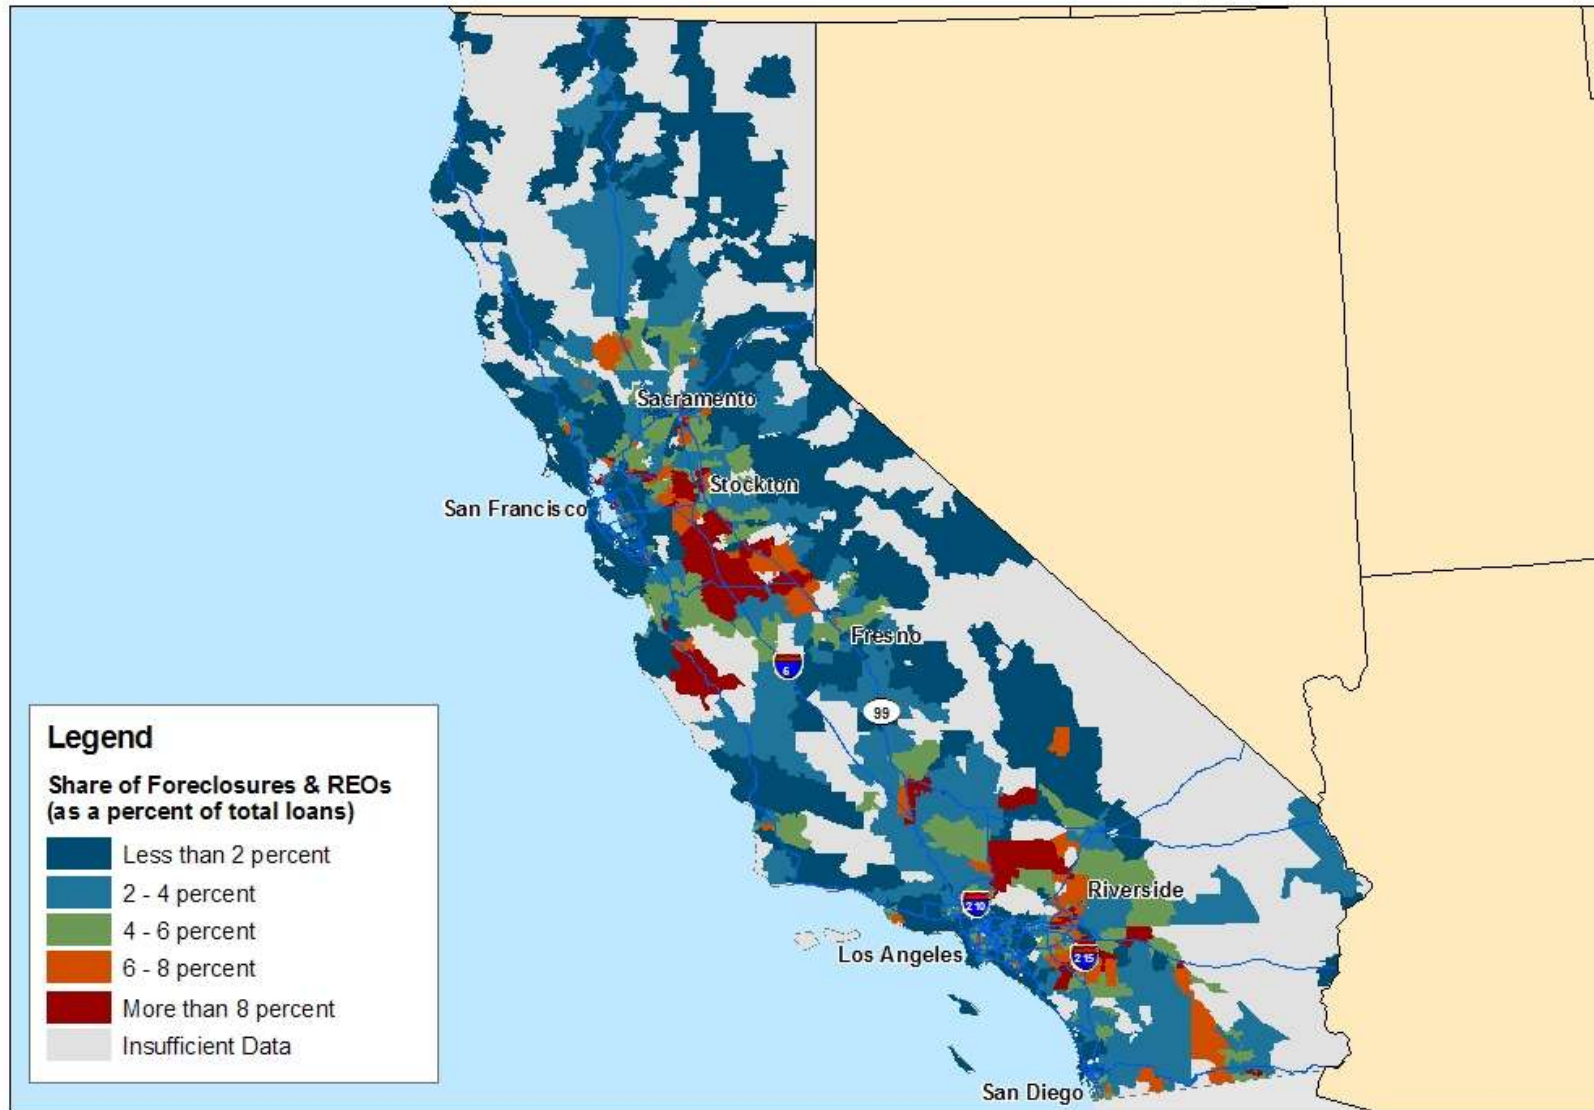 Sacramento
Stockton
San Francisco
Fresno
6
99
Riverside
210
Los Angeles
215
San Diego
Legend
Share of Foreclosures & REOs
(as a percent of total loans)
Less than 2 percent
2 - 4 percent
4 - 6 percent
6 - 8 percent
More than 8 percent
Insufficient Data